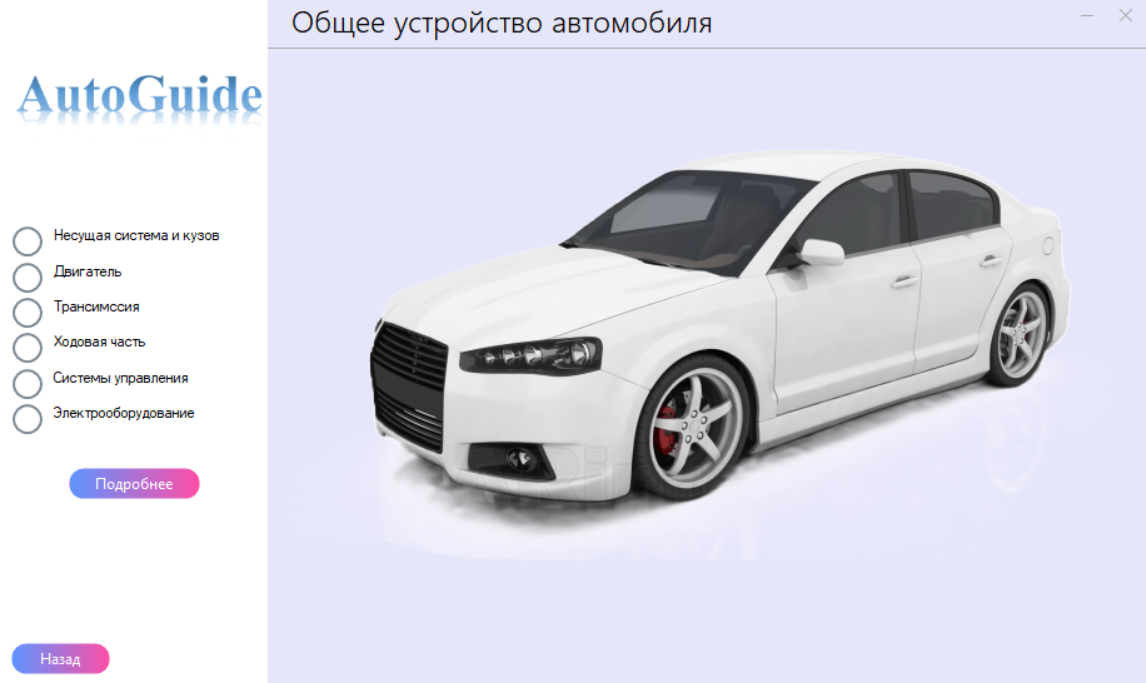 Общее устройство автомобиля
AutoGuide
Несущая система и кузов
Двигатель
Трансимссия
Ходовая часть
Системы управления
Электрооборудование
Подробнее
Назад